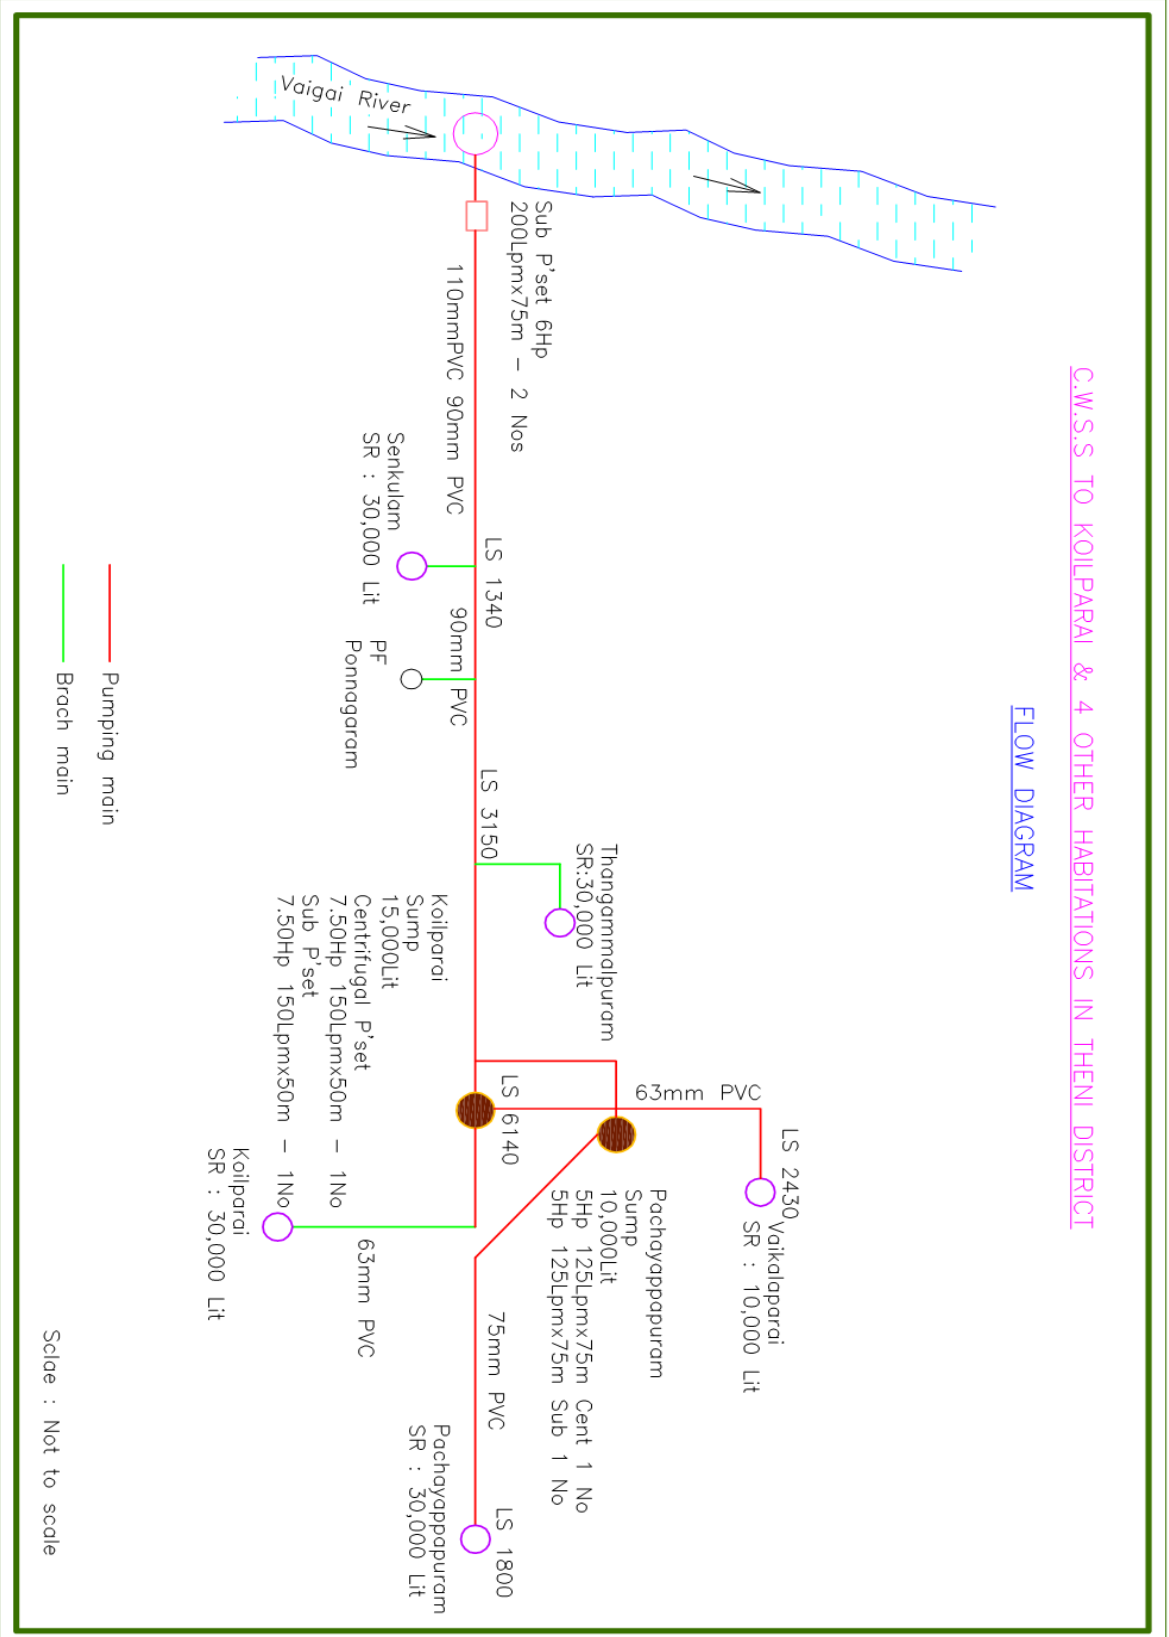 C.W.S.S TO KOILPARAI & 4 OTHER HABITATIONS IN THENI DISTRICT
FLOW DIAGRAM
Vaigai River
Sub P'set 6Hp
200Lpmx75m - 2 Nos
110mmPVC 90mm PVC
Senkulam
SR : 30,000 Lit
LS 1340
90mm PVC
PF
Ponnagaram
LS 3150
Thangammalpuram
SR:30,000 Lit
Koilparai
Sump
15,000Lit
Centrifugal P'set
7.50Hp 150Lpmx50m - 1No
Sub P'set
7.50Hp 150Lpmx50m - 1No
LS 6140
63mm PVC
LS 2430
Vaikalaparai
SR : 10,000 Lit
Pachayappapuram
Sump
10,000Lit
5Hp 125Lpmx75m Cent 1 No
5Hp 125Lpmx75m Sub 1 No
Koilparai
SR : 30,000 Lit
63mm PVC
75mm PVC
LS 1800
Pachayappapuram
SR : 30,000 Lit
Pumping main
Brach main
Sclae : Not to scale